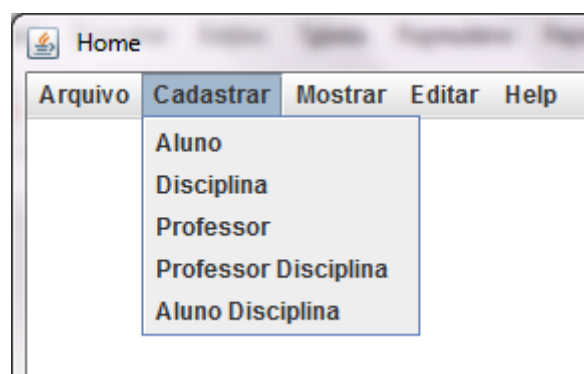 Home
Arquivo Cadastrar Mostrar Editar Help
Aluno
Disciplina
Professor
Professor Disciplina
Aluno Disciplina